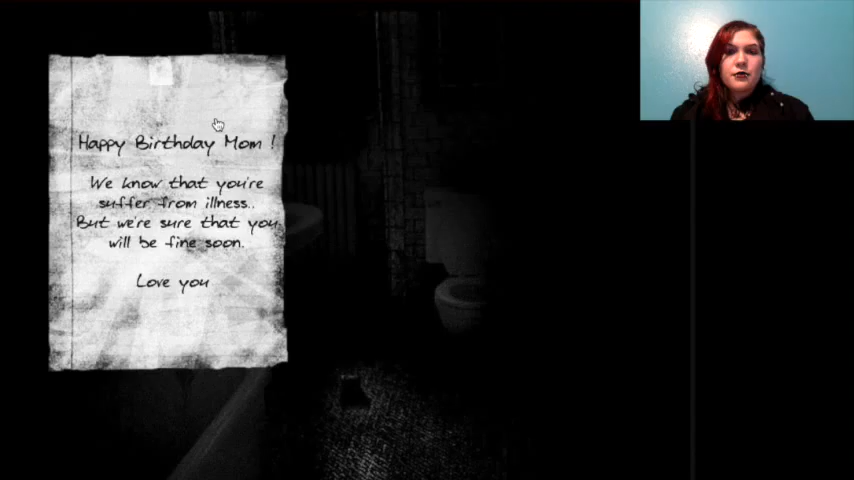 Happy Birthday Mom !
We know that you're
suffer from illness..
But we're sure that you
will be fine soon.
Love you